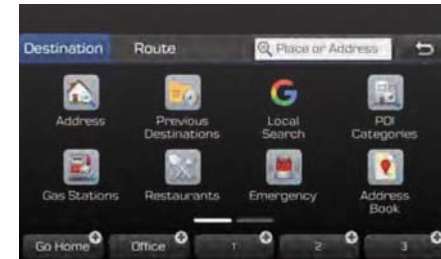 Destination
Route
Place or Address
Address
Previous
Destinations
Local
Search
POI
Categories
Gas Stations
Restaurants
Emergency
Address
Book
Go Home
Office
1
2
3